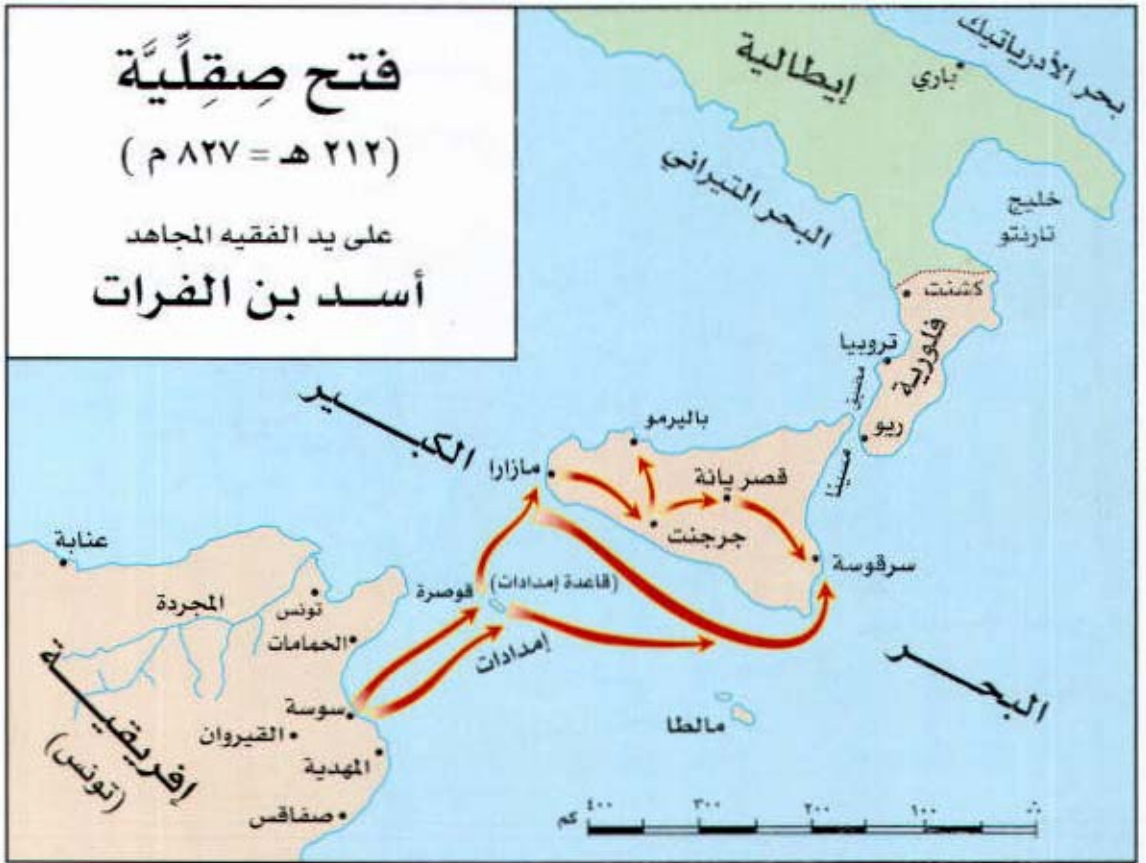 فتح صِقِلِّيَّة
(٢١٢ هـ = ٨٢٧ م)
على يد الفقيه المجاهد
أسد بن الفرات
بحر الأدرياتيك
باري
إيطالية
البحر التيراني
خليج
تارنتو
كشنت
قلورية
تروبيا
مضيق
مسينا
ريو
الكبير
البحر
باليرمو
مازارا
قصر يانة
جرجنت
سرقوسة
عنابة
المجردة
تونس
الحمامات
قوصرة
(قاعدة إمدادات)
إمدادات
سوسة
القيروان
المهدية
صفاقس
إفريقية
(تونس)
مالطا
٤٠٠ ٣٠٠ ٢٠٠ ١٠٠
كم